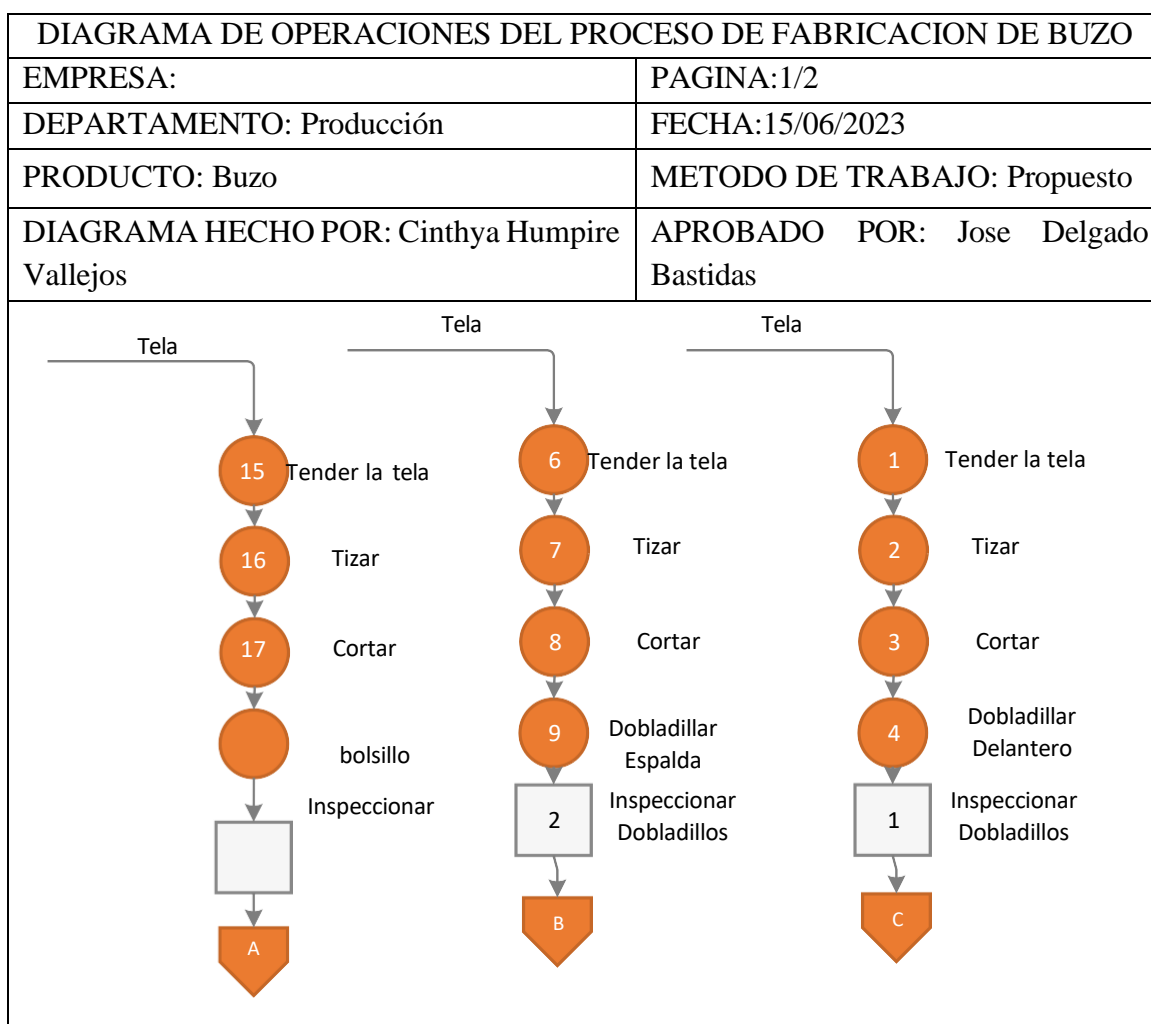 DIAGRAMA DE OPERACIONES DEL PROCESO DE FABRICACION DE BUZO
EMPRESA:
PAGINA:1/2
DEPARTAMENTO: Producción
FECHA:15/06/2023
PRODUCTO: Buzo
METODO DE TRABAJO: Propuesto
DIAGRAMA HECHO POR: Cinthya Humpire
Vallejos
APROBADO POR: Jose Delgado
Bastidas
Tela
15
Tender la tela
16
Tizar
17
Cortar
bolsillo
Inspeccionar
A
Tela
6
Tender la tela
7
Tizar
8
Cortar
9
Dobladillar
Espalda
2
Inspeccionar
Dobladillos
B
Tela
1
Tender la tela
2
Tizar
3
Cortar
4
Dobladillar
Delantero
1
Inspeccionar
Dobladillos
C